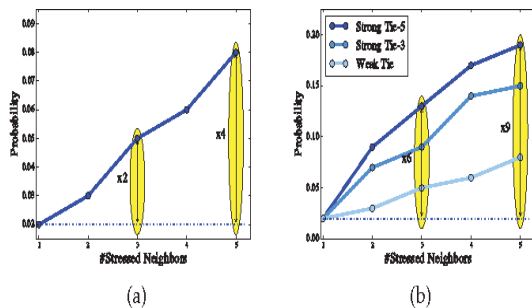 0.09
0.08
0.07
0.06
0.05
0.04
0.03
0.02
Probability
x2
x4
1 2 3 4 5
#Stressed Neighbors
(a)
Strong Tie-5
Strong Tie-3
Weak Tie
0.20
0.15
0.10
0.05
0.00
Probability
x6
x9
1 2 3 4 5
#Stressed Neighbors
(b)